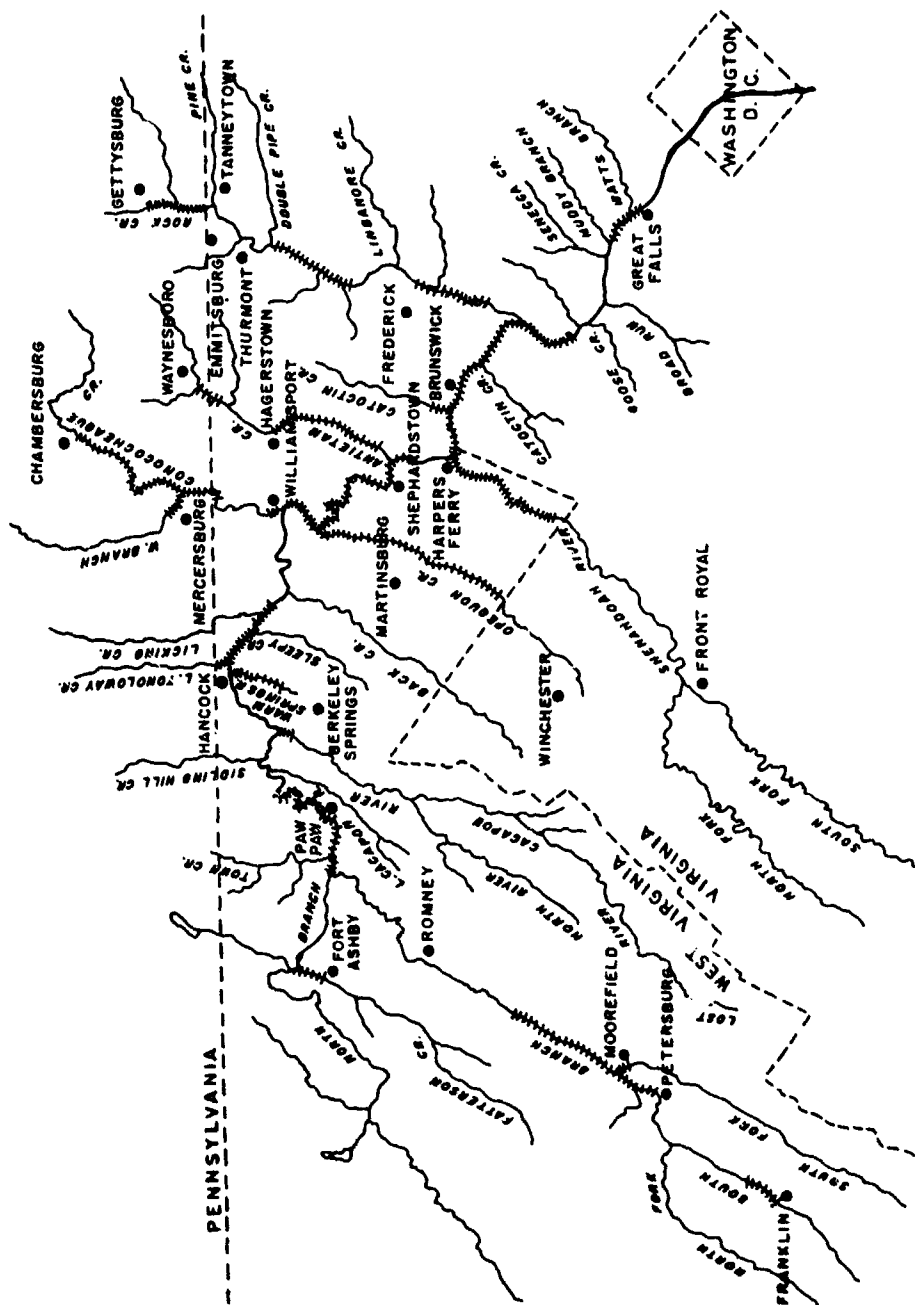 PENNSYLVANIA
CHAMBERSBURG
CONOCOCHEAGUE
CR.
W. BRANCH
MERCERSBURG
WAYNESBORO
GETTYSBURG
ROCK CR.
PINE CR.
TANNEYTOWN
EMMITSBURG
THURMONT
DOUBLE PIPE CR.
HAGERSTOWN
WILLIAMSPORT
ANTIETAM
CR.
LICKING CR.
L. TONOLOWAY CR.
HANCOCK
SLEEPY CR.
WARM
SPRINGS
BERKELEY
SPRINGS
SIDLING HILL CR.
TOWN CR.
PAW
PAW
L. CACAPON
RIVER
CACAPON
NORTH
RIVER
BRANCH
NORTH
FORT
ASHBY
ROMNEY
PATTERSON
CR.
MARTINSBURG
BACK
CR.
OPEQUON
CR.
SHEPHARDSTOWN
HARPERS
FERRY
CATOCTIN CR.
FREDERICK
BRUNSWICK
CATOCTIN CR.
LINBANORE CR.
GOOSE CR.
BROAD RUN
SENECCA CR.
MUDDY BRANCH
WATTS BRANCH
GREAT
FALLS
WASHINGTON
D. C.
WINCHESTER
SHENANDOAH
RIVER
FRONT ROYAL
NORTH
FORK
SOUTH
FORK
WEST
VIRGINIA
VIRGINIA
MOOREFIELD
PETERSBURG
BRANCH
LOST
RIVER
SOUTH
FORK
NORTH
FORK
SOUTH
FRANKLIN